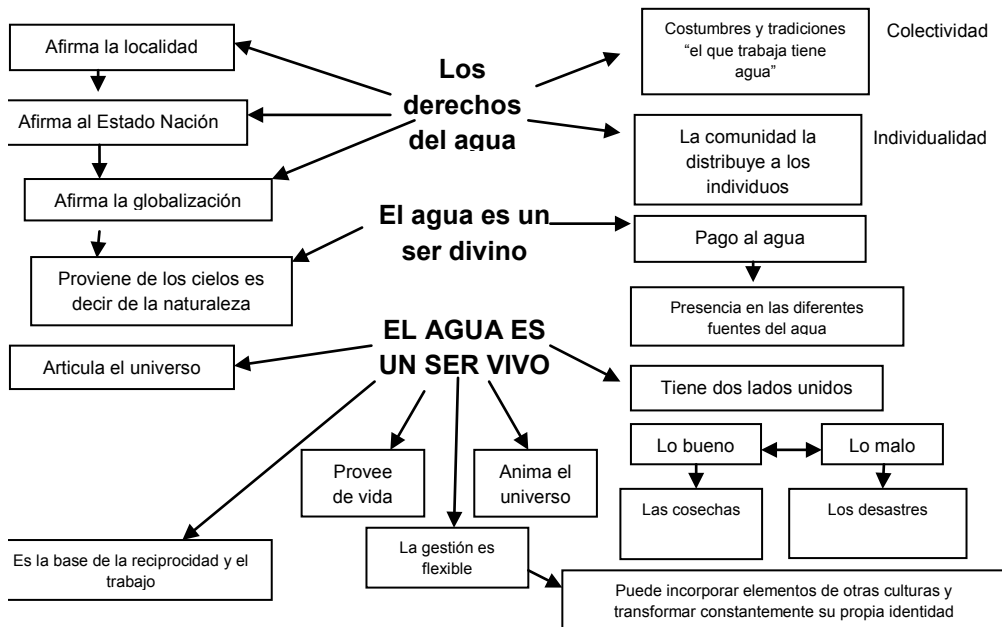 Afirma la localidad
Afirma al Estado Nación
Afirma la globalización
Los
derechos
del agua
Costumbres y tradiciones
“el que trabaja tiene
agua”
Colectividad
La comunidad la
distribuye a los
individuos
Individualidad
El agua es un
ser divino
Proviene de los cielos es
decir de la naturaleza
Pago al agua
Presencia en las diferentes
fuentes del agua
EL AGUA ES
UN SER VIVO
Articula el universo
Tiene dos lados unidos
Lo bueno
Lo malo
Las cosechas
Los desastres
Provee
de vida
Anima el
universo
Es la base de la reciprocidad y el
trabajo
La gestión es
flexible
Puede incorporar elementos de otras culturas y
transformar constantemente su propia identidad